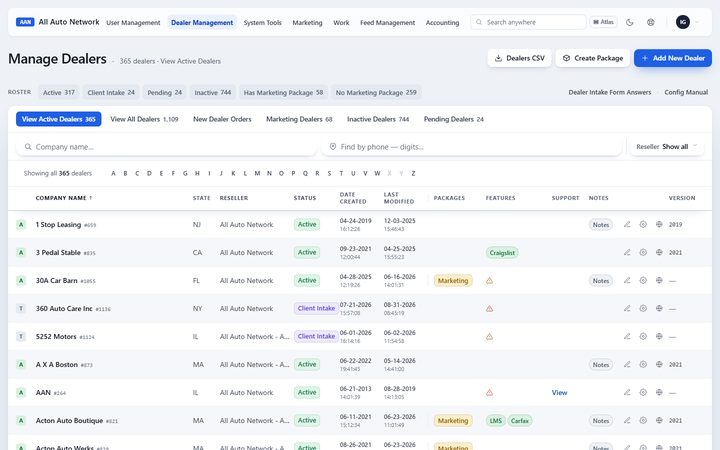 AAN All Auto Network User Management Dealer Management System Tools Marketing Work Feed Management Accounting Search anywhere Atlas IG
Manage Dealers · 365 dealers · View Active Dealers Dealers CSV Create Package + Add New Dealer
ROSTER Active 317 Client Intake 24 Pending 24 Inactive 744 Has Marketing Package 58 No Marketing Package 259 Dealer Intake Form Answers · Config Manual
View Active Dealers 365 View All Dealers 1,109 New Dealer Orders Marketing Dealers 68 Inactive Dealers 744 Pending Dealers 24
Company name... Find by phone — digits... Reseller Show all
Showing all 365 dealers A B C D E F G H I J K L M N O P Q R S T U V W X Y Z
COMPANY NAME ↑ STATE RESELLER STATUS DATE CREATED LAST MODIFIED PACKAGES FEATURES SUPPORT NOTES VERSION
A 1 Stop Leasing #659 NJ All Auto Network Active 04-24-2019 16:12:26 12-03-2025 15:46:43 Notes 2019
A 3 Pedal Stable #835 CA All Auto Network Active 09-23-2021 12:00:44 04-25-2025 15:55:23 Craigslist 2021
A 30A Car Barn #1055 FL All Auto Network Active 04-28-2025 12:19:26 06-16-2026 14:01:31 Marketing Notes —
T 360 Auto Care Inc #1136 NY All Auto Network Client Intake 07-21-2026 15:57:08 08-31-2026 08:45:19 —
T 5252 Motors #1124 IL All Auto Network - A... Client Intake 06-01-2026 16:14:16 06-02-2026 11:54:58 —
A A X A Boston #873 MA All Auto Network - A... Active 06-22-2022 19:41:45 05-14-2026 14:41:00 Notes 2021
A AAN #264 IL All Auto Network Active 06-21-2013 14:01:39 08-28-2019 14:13:05 View —
A Acton Auto Boutique #821 MA All Auto Network - A... Active 06-11-2021 15:12:34 06-23-2026 11:01:49 Marketing LMS Carfax Notes 2021
Acton Auto Werks MA All Auto Network Active 08-26-2021 06-23-2026 Marketing